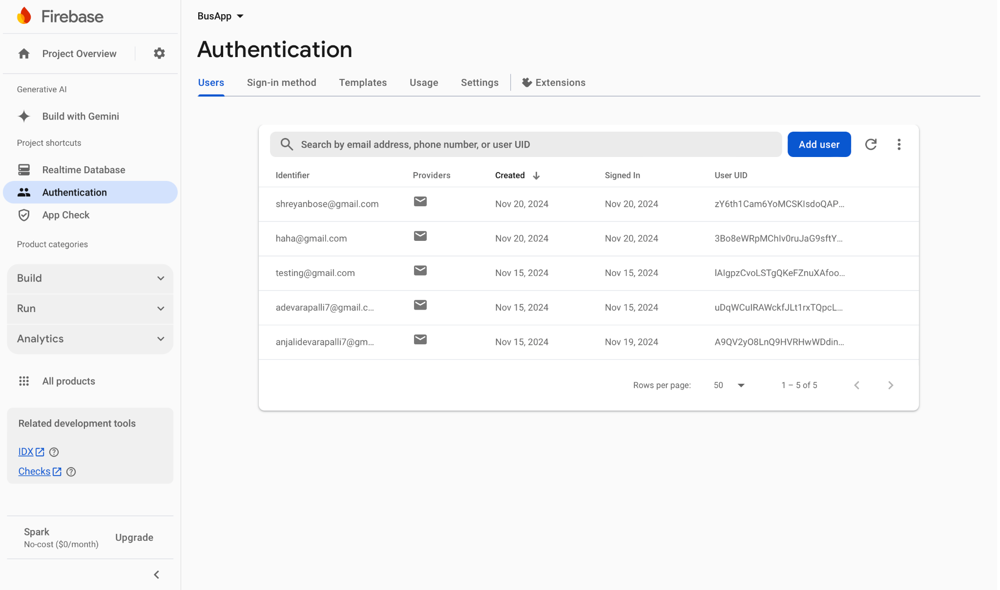 Firebase
Project Overview
Generative AI
Build with Gemini
Project shortcuts
Realtime Database
Authentication
App Check
Product categories
Build
Run
Analytics
All products
Related development tools
IDX
Checks
Spark
No-cost ($0/month)
Upgrade
BusApp
Authentication
Users Sign-in method Templates Usage Settings Extensions
Search by email address, phone number, or user UID Add user
Identifier Providers Created Signed In User UID
shreyanbose@gmail.com Nov 20, 2024 Nov 20, 2024 zY6th1Cam6YoMCSKIsdoQAP...
haha@gmail.com Nov 20, 2024 Nov 20, 2024 3Bo8eWRpMChIv0ruJaG9sftY...
testing@gmail.com Nov 15, 2024 Nov 15, 2024 lAIgpzCvoLSTgQKeFZnuXAfoo...
adevarapalli7@gmail.c... Nov 15, 2024 Nov 15, 2024 uDqWCuIRAWckfJLt1rxTQpcL...
anjalidevarapalli7@gm... Nov 15, 2024 Nov 19, 2024 A9QV2yO8LnQ9HVRHwWDdin...
Rows per page: 50 1 – 5 of 5